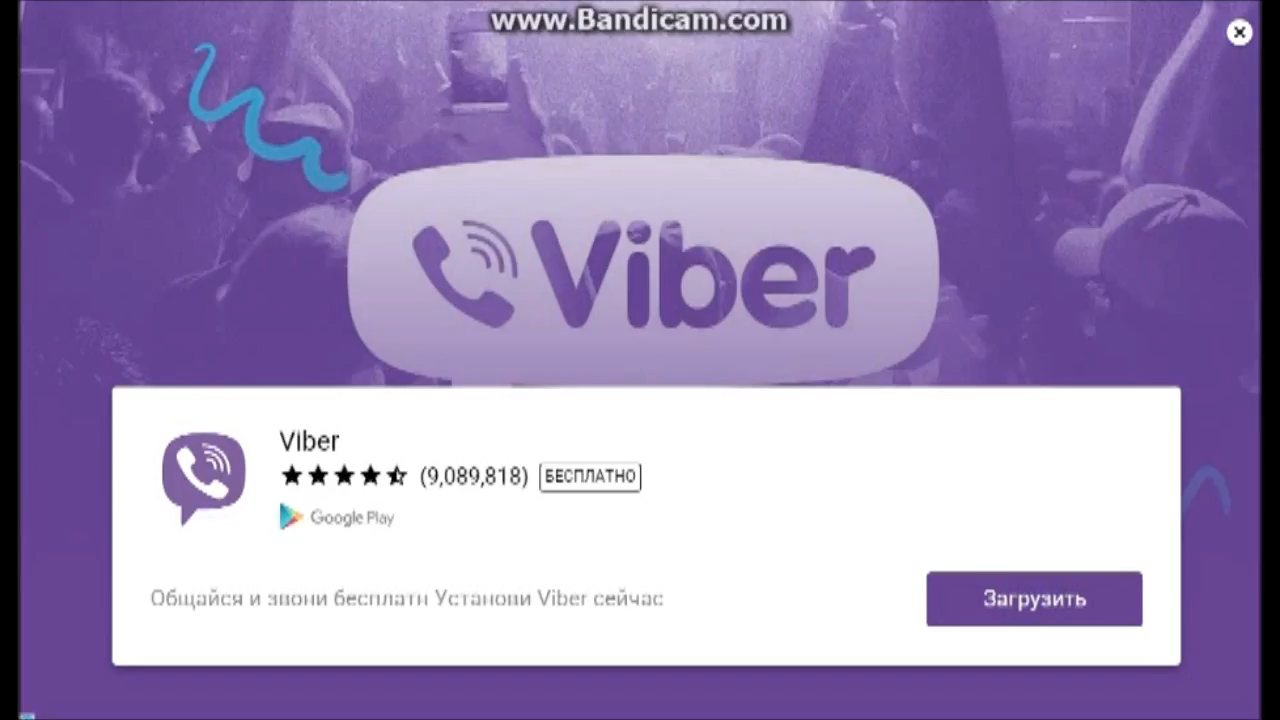 www.Bandicam.com
Viber
Viber
(9,089,818) БЕСПЛАТНО
Google Play
Общайся и звони бесплатн Установи Viber сейчас
Загрузить